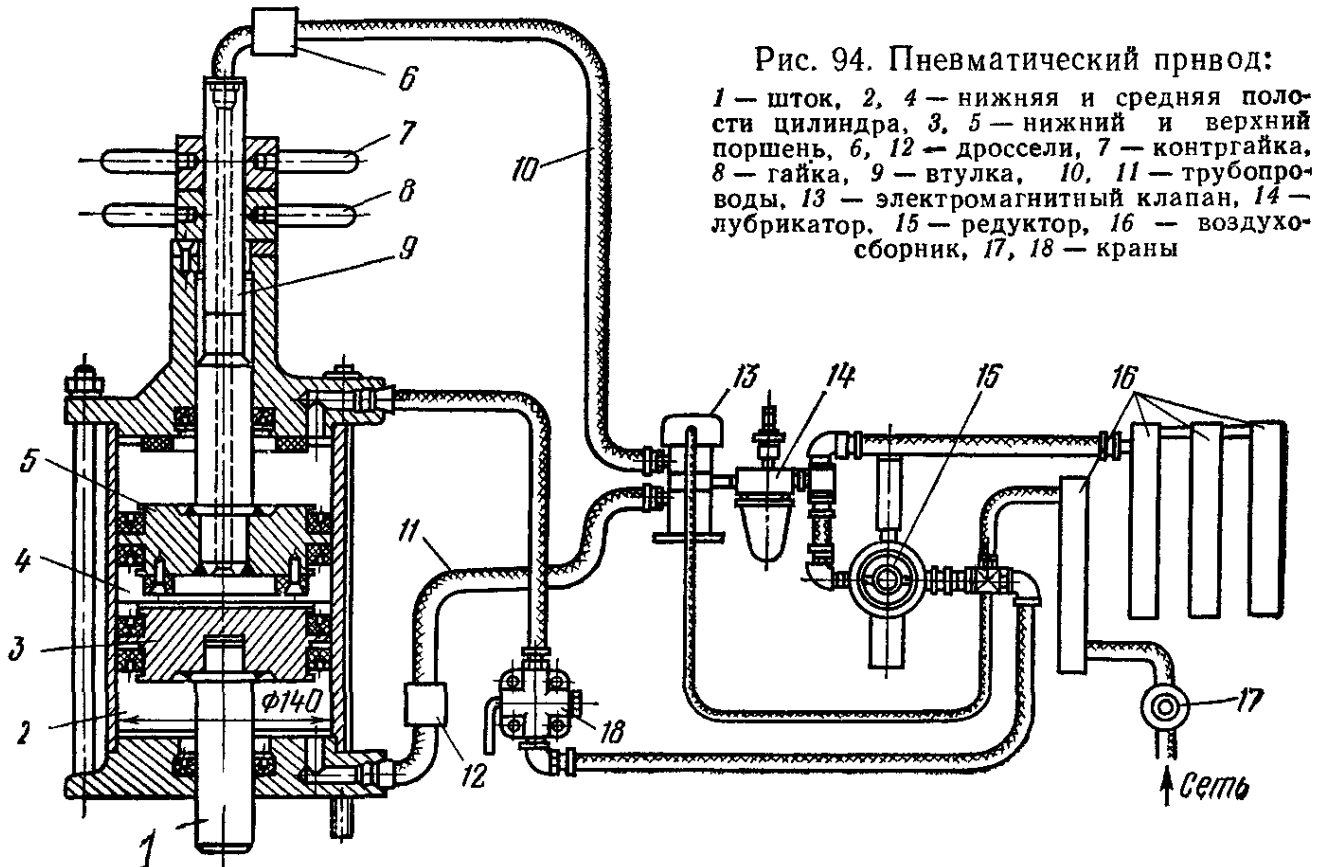 Рис. 94. Пневматический привод:
1 — шток, 2, 4 — нижняя и средняя поло-
сти цилиндра, 3, 5 — нижний и верхний
поршень, 6, 12 — дроссели, 7 — контргайка,
8 — гайка, 9 — втулка, 10, 11 — трубопро-
воды, 13 — электромагнитный клапан, 14 —
лубрикатор, 15 — редуктор, 16 — воздухо-
сборник, 17, 18 — краны
6
7
10
8
9
13
14
15
16
5
11
4
3
ϕ140
2
18
17
12
Сеть
1